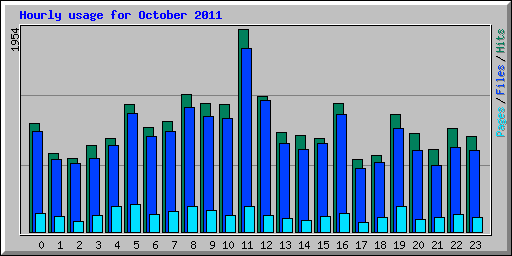 Hourly usage for October 2011
1954
Pages / Files / Hits
0 1 2 3 4 5 6 7 8 9 10 11 12 13 14 15 16 17 18 19 20 21 22 23